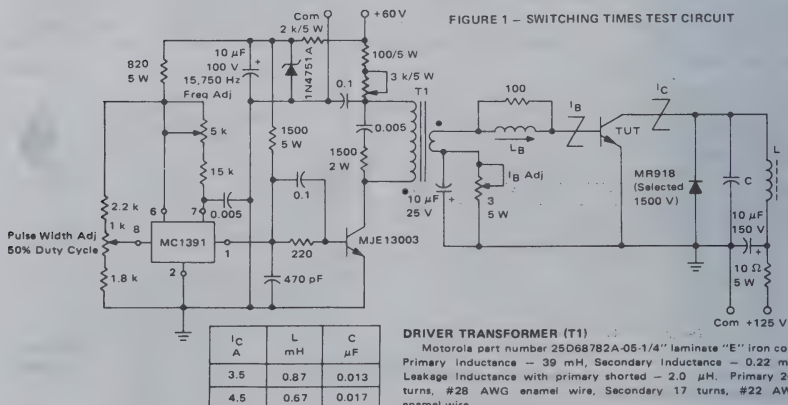 FIGURE 1 – SWITCHING TIMES TEST CIRCUIT
Com
+60 V
2 k/5 W
100/5 W
3 k/5 W
820
5 W
10 µF
100 V
15,750 Hz
Freq Adj
1N4751A
0.1
T1
100
IB
IC
TUT
LB
5 k
1500
5 W
0.005
1500
2 W
15 k
0.1
IB Adj
3
5 W
10 µF
25 V
MR918
(Selected
1500 V)
C
L
10 µF
150 V
10 Ω
5 W
2.2 k
0.005
6
7
Pulse Width Adj
50% Duty Cycle
1 k
8
MC1391
1
2
220
MJE13003
1.8 k
470 pF
Com +125 V
IC
A
L
mH
C
µF
3.5 0.87 0.013
4.5 0.67 0.017
DRIVER TRANSFORMER (T1)
Motorola part number 25D68782A-05-1/4" laminate "E" iron co
Primary Inductance – 39 mH, Secondary Inductance – 0.22 m
Leakage Inductance with primary shorted – 2.0 µH. Primary 2
turns, #28 AWG enamel wire, Secondary 17 turns, #22 AW
enamel wire